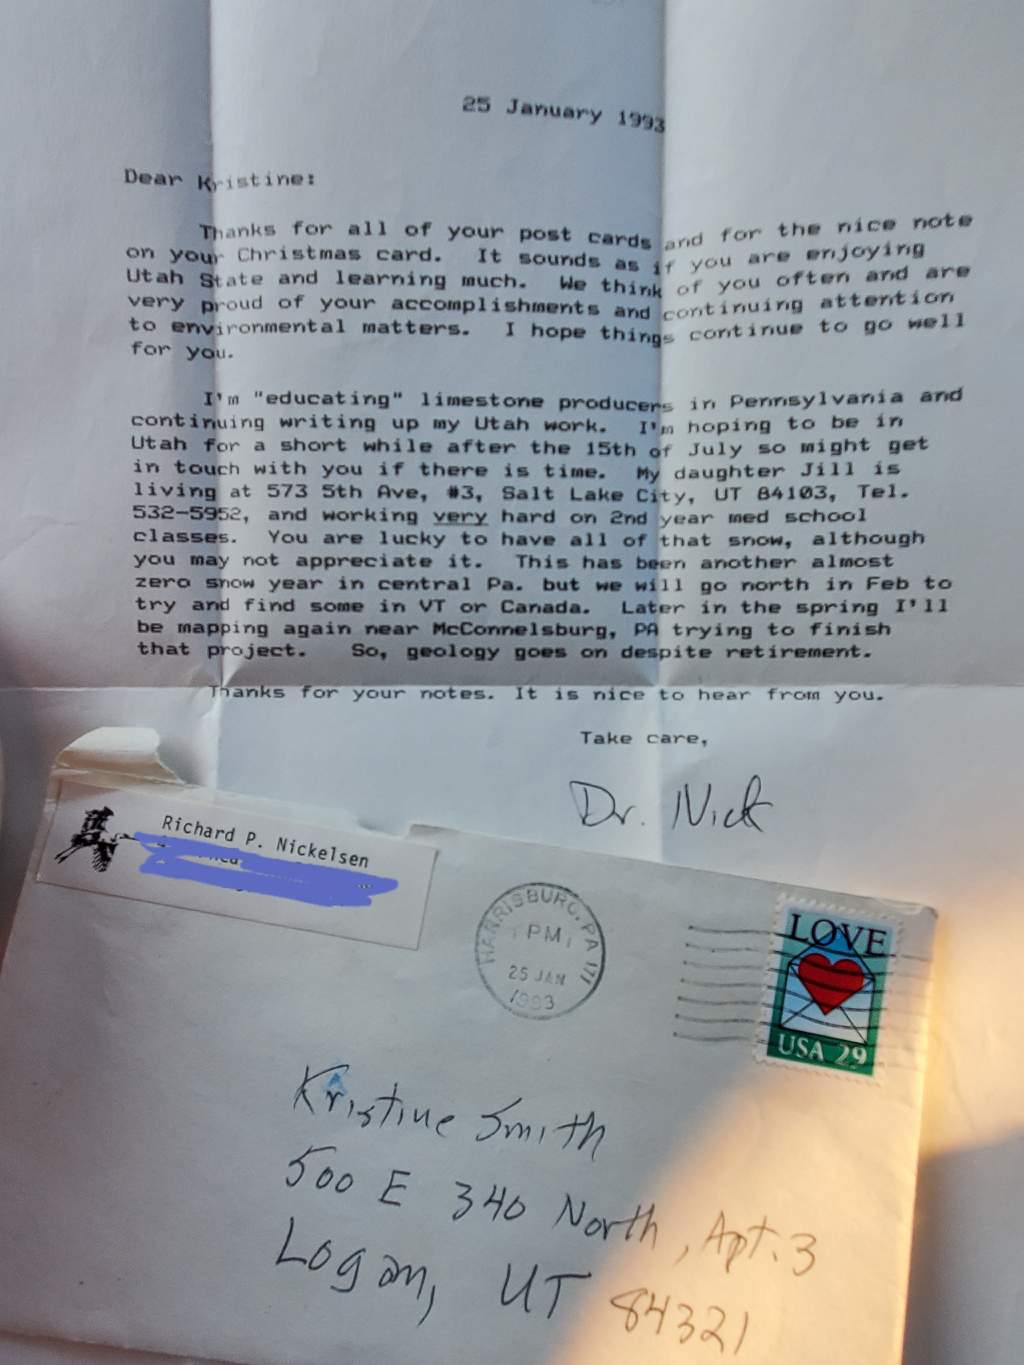 25 January 1993
Dear Kristine:
Thanks for all of your post cards and for the nice note
on your Christmas card. It sounds as if you are enjoying
Utah State and learning much. We think of you often and are
very proud of your accomplishments and continuing attention
to environmental matters. I hope things continue to go well
for you.
I'm "educating" limestone producers in Pennsylvania and
continuing writing up my Utah work. I'm hoping to be in
Utah for a short while after the 15th of July so might get
in touch with you if there is time. My daughter Jill is
living at 573 5th Ave, #3, Salt Lake City, UT 84103, Tel.
532-5952, and working very hard on 2nd year med school
classes. You are lucky to have all of that snow, although
you may not appreciate it. This has been another almost
zero snow year in central Pa. but we will go north in Feb to
try and find some in VT or Canada. Later in the spring I'll
be mapping again near McConnelsburg, PA trying to finish
that project. So, geology goes on despite retirement.
Thanks for your notes. It is nice to hear from you.
Take care,
Dr. Nick
Richard P. Nickelsen
HARRISBURG, PA 171
PM
25 JAN
1993
LOVE
USA 29
Kristine Smith
500 E 340 North, Apt. 3
Logan, UT 84321